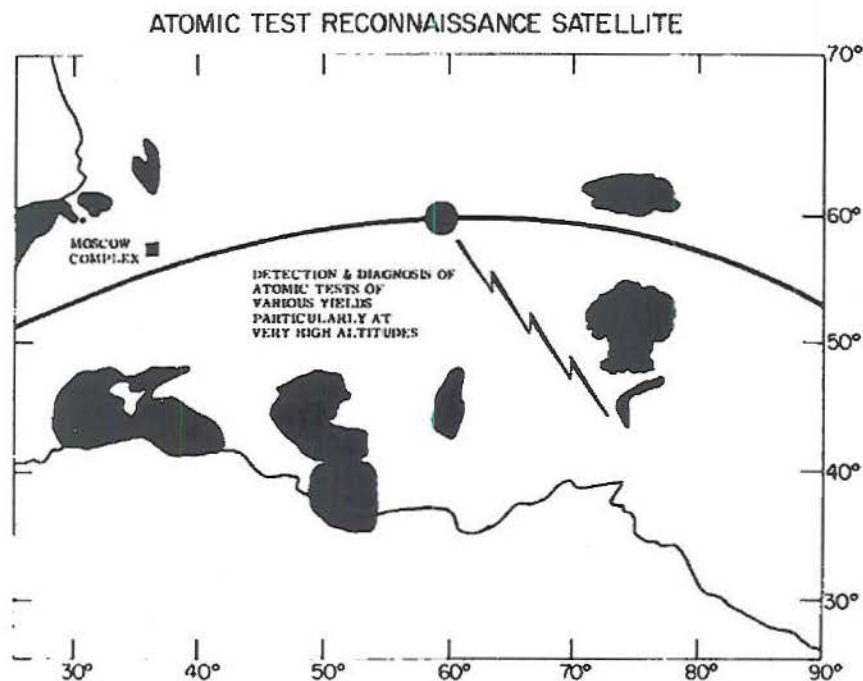 ATOMIC TEST RECONNAISSANCE SATELLITE
70°
60°
MOSCOW
COMPLEX
DETECTION & DIAGNOSIS OF
ATOMIC TESTS OF
VARIOUS YIELDS
PARTICULARLY AT
VERY HIGH ALTITUDES
50°
40°
30°
30° 40° 50° 60° 70° 80° 90°